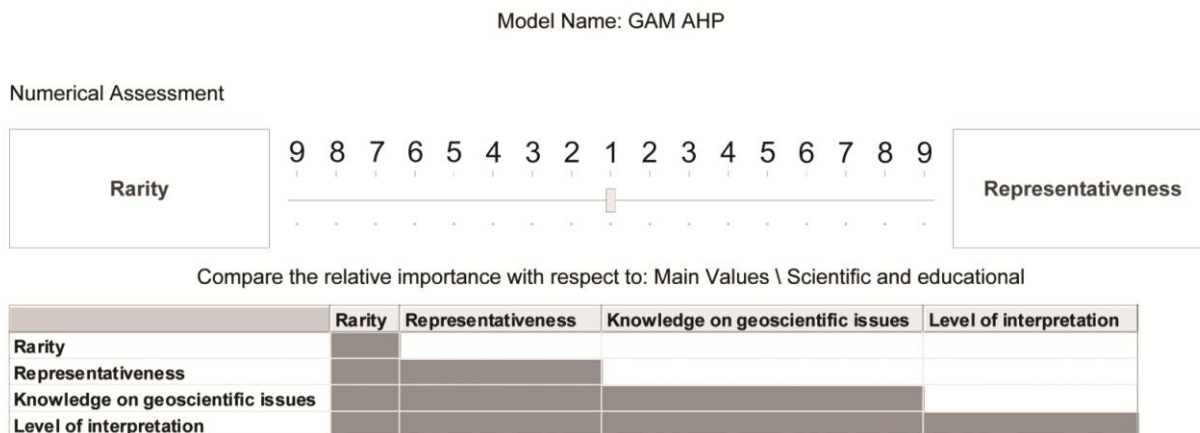 Model Name: GAM AHP
Numerical Assessment
9 8 7 6 5 4 3 2 1 2 3 4 5 6 7 8 9
Rarity
Representativeness
Compare the relative importance with respect to: Main Values \ Scientific and educational
Rarity Representativeness Knowledge on geoscientific issues Level of interpretation
Rarity
Representativeness
Knowledge on geoscientific issues
Level of interpretation